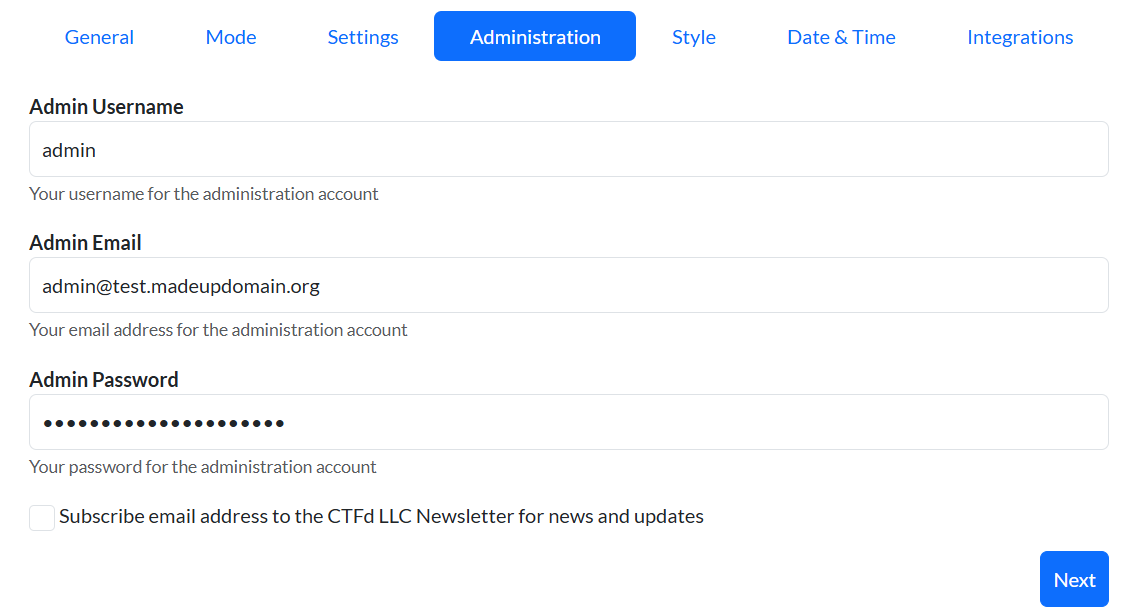 General Mode Settings Administration Style Date & Time Integrations
Admin Username
admin
Your username for the administration account
Admin Email
admin@test.madeupdomain.org
Your email address for the administration account
Admin Password
•••••••••••••••••••••
Your password for the administration account
Subscribe email address to the CTFd LLC Newsletter for news and updates
Next